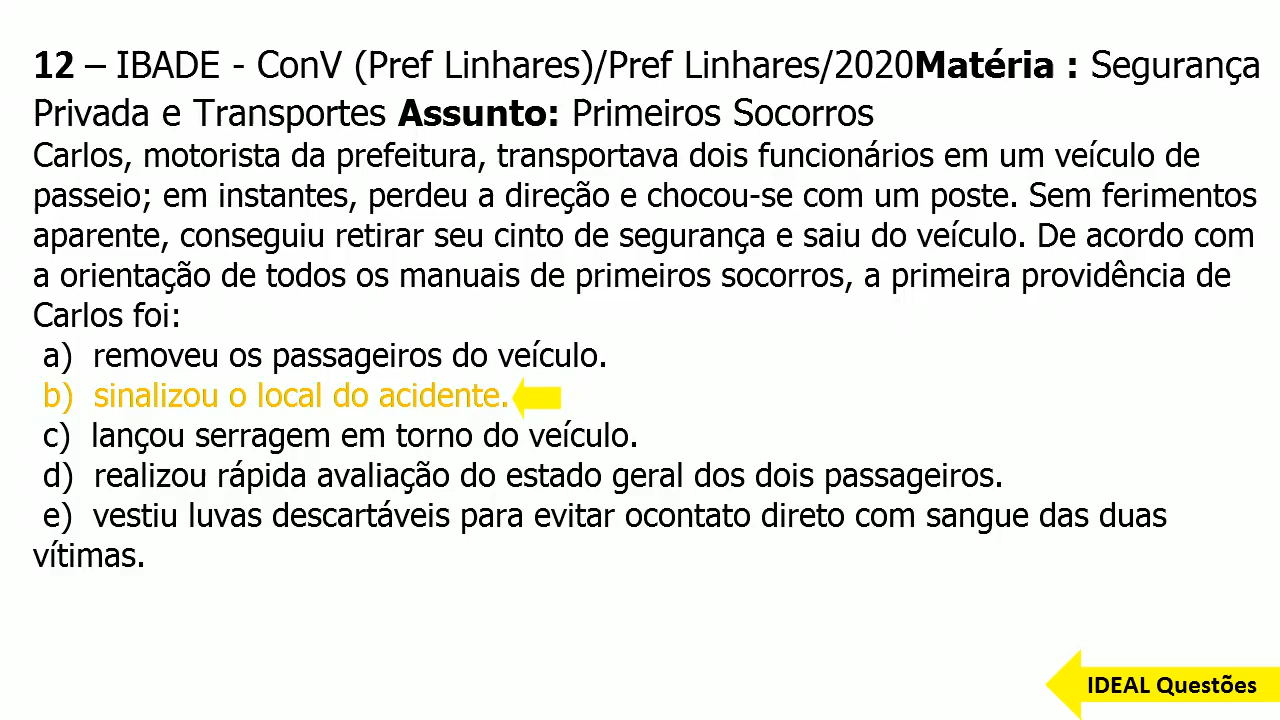 12 – IBADE - ConV (Pref Linhares)/Pref Linhares/2020Matéria : Segurança
Privada e Transportes Assunto: Primeiros Socorros
Carlos, motorista da prefeitura, transportava dois funcionários em um veículo de
passeio; em instantes, perdeu a direção e chocou-se com um poste. Sem ferimentos
aparente, conseguiu retirar seu cinto de segurança e saiu do veículo. De acordo com
a orientação de todos os manuais de primeiros socorros, a primeira providência de
Carlos foi:
a) removeu os passageiros do veículo.
b) sinalizou o local do acidente.
c) lançou serragem em torno do veículo.
d) realizou rápida avaliação do estado geral dos dois passageiros.
e) vestiu luvas descartáveis para evitar ocontato direto com sangue das duas
vítimas.
IDEAL Questões